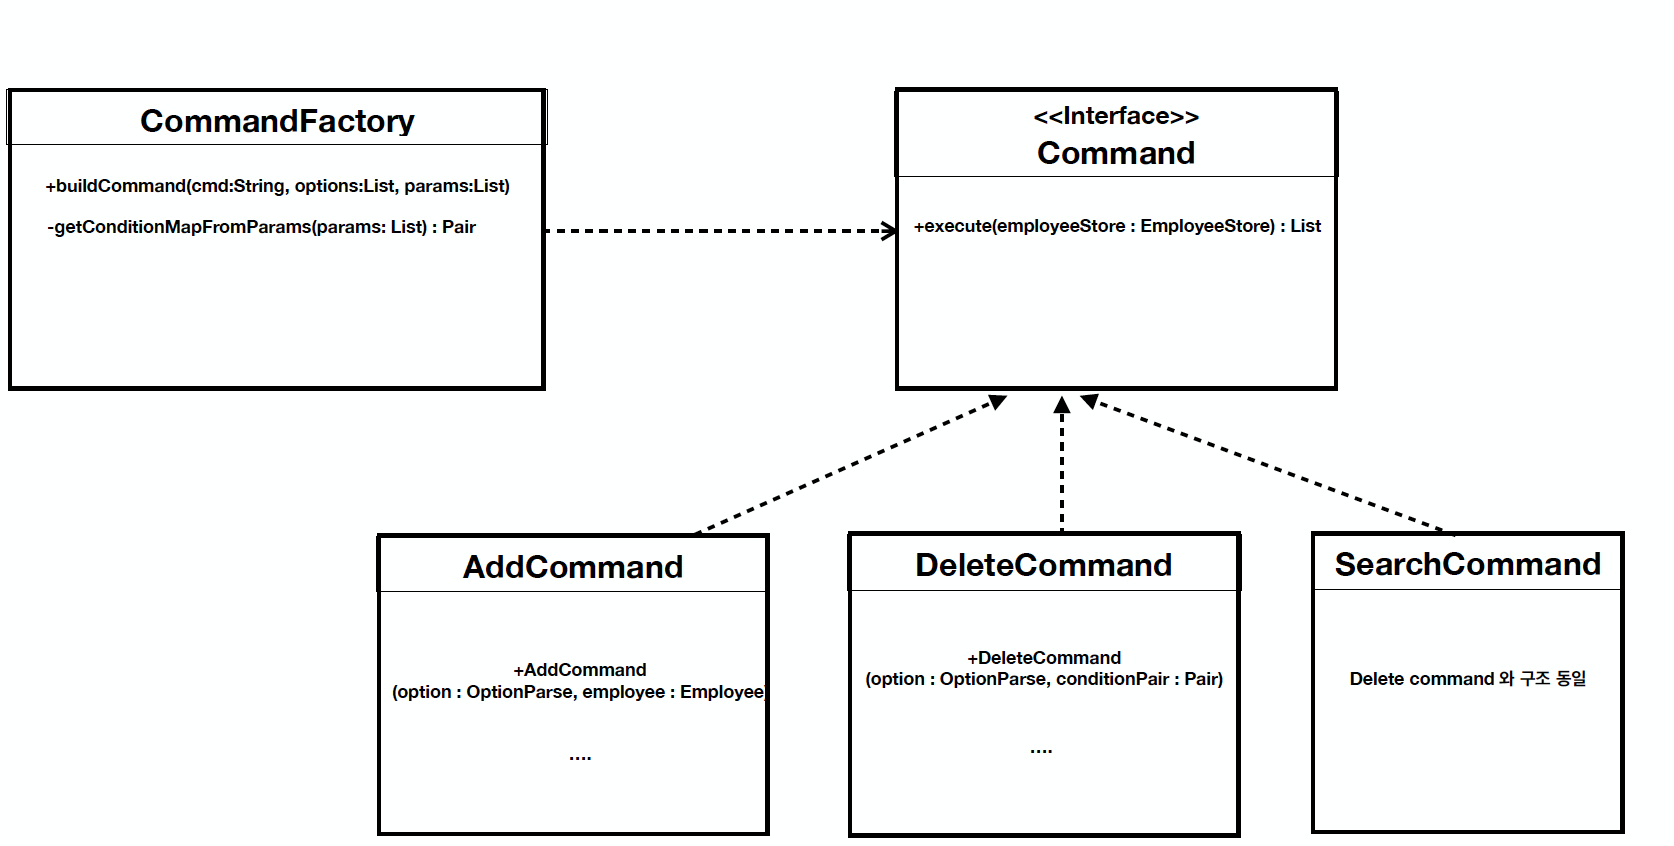 CommandFactory
+buildCommand(cmd:String, options:List, params:List)
-getConditionMapFromParams(params: List) : Pair
<<Interface>>
Command
+execute(employeeStore : EmployeeStore) : List
AddCommand
+AddCommand
(option : OptionParse, employee : Employee)
....
DeleteCommand
+DeleteCommand
(option : OptionParse, conditionPair : Pair)
....
SearchCommand
Delete command 와 구조 동일